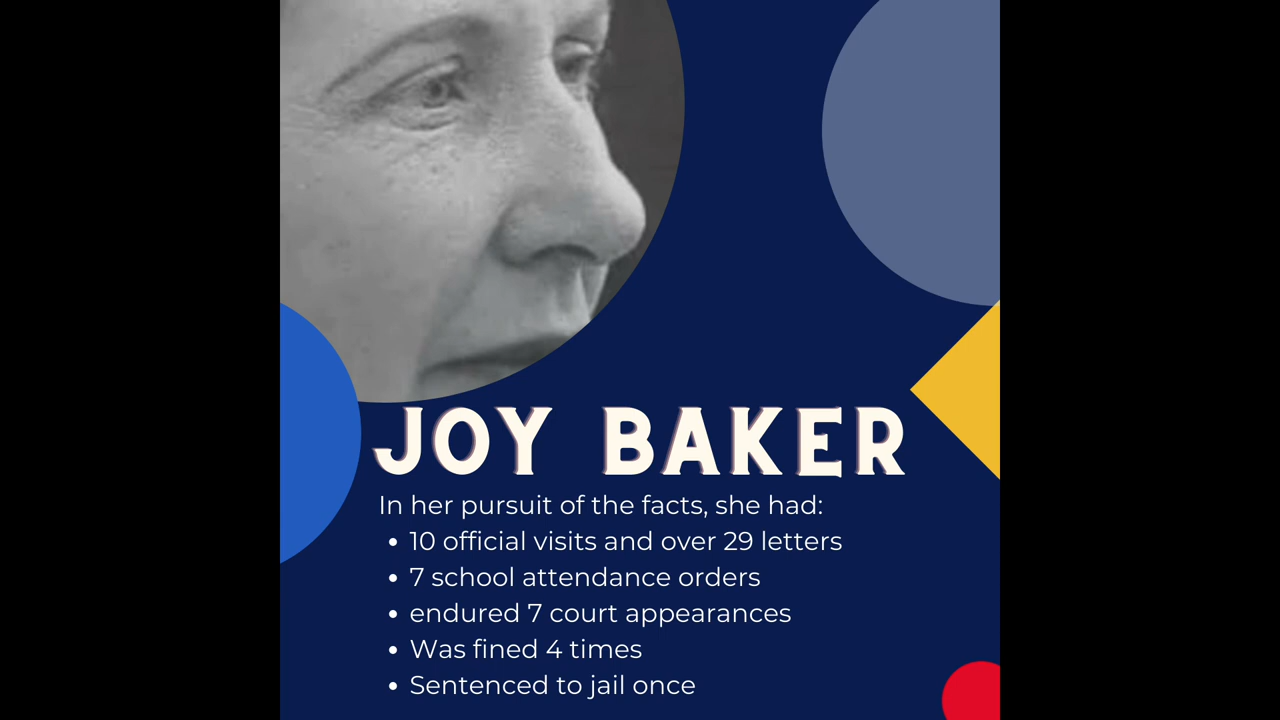 JOY BAKER
In her pursuit of the facts, she had:
• 10 official visits and over 29 letters
• 7 school attendance orders
• endured 7 court appearances
• Was fined 4 times
• Sentenced to jail once